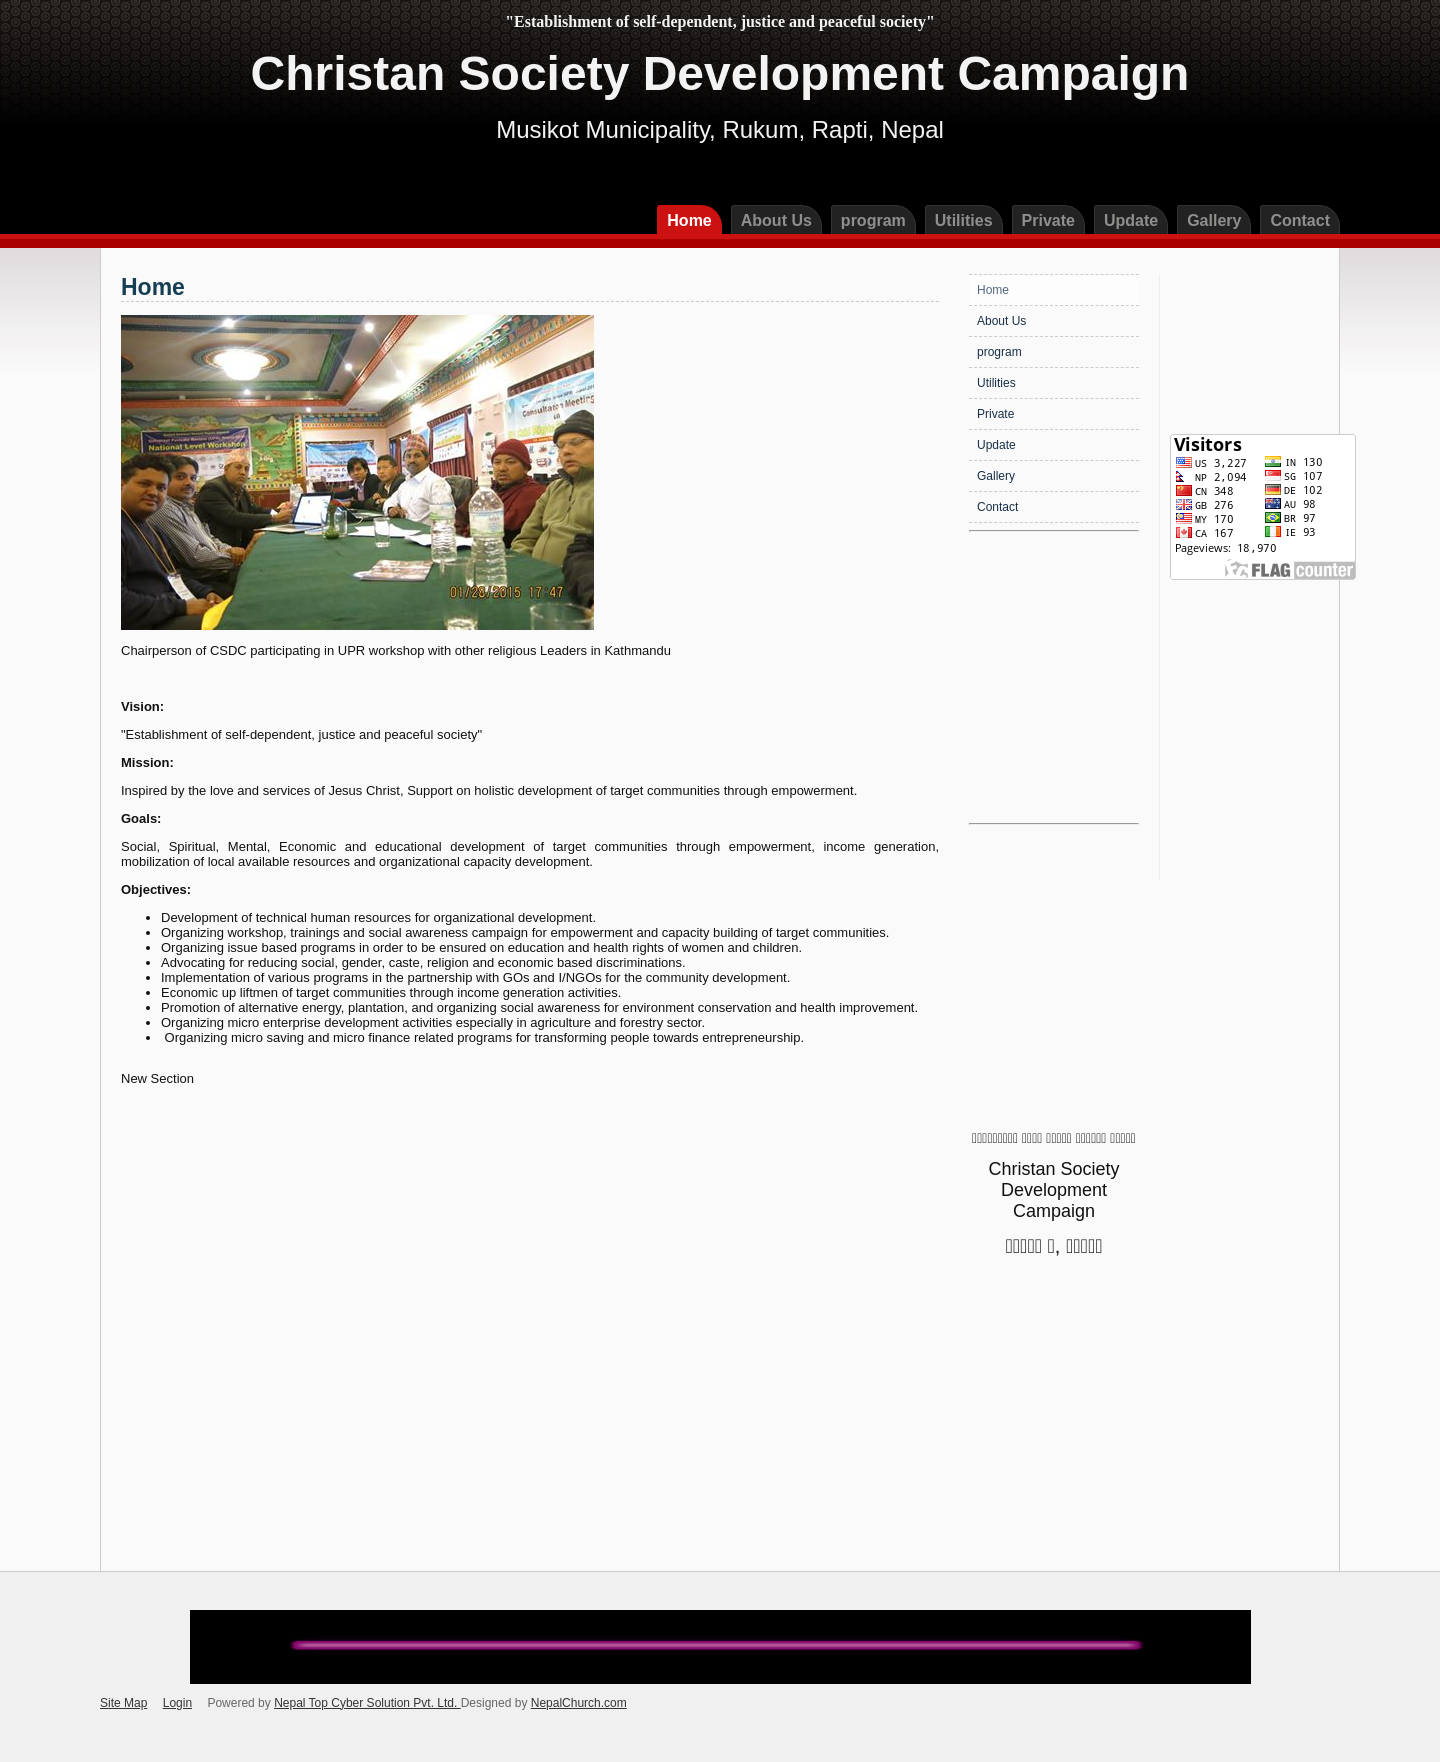 "Establishment of self-dependent, justice and peaceful society"
Christan Society Development Campaign
Musikot Municipality, Rukum, Rapti, Nepal
Home About Us program Utilities Private Update Gallery Contact
Home
National Level Workshop
Consultation Meeting
01/28/2015 17:47
Chairperson of CSDC participating in UPR workshop with other religious Leaders in Kathmandu
Vision:
"Establishment of self-dependent, justice and peaceful society"
Mission:
Inspired by the love and services of Jesus Christ, Support on holistic development of target communities through empowerment.
Goals:
Social, Spiritual, Mental, Economic and educational development of target communities through empowerment, income generation,
mobilization of local available resources and organizational capacity development.
Objectives:
• Development of technical human resources for organizational development.
• Organizing workshop, trainings and social awareness campaign for empowerment and capacity building of target communities.
• Organizing issue based programs in order to be ensured on education and health rights of women and children.
• Advocating for reducing social, gender, caste, religion and economic based discriminations.
• Implementation of various programs in the partnership with GOs and I/NGOs for the community development.
• Economic up liftmen of target communities through income generation activities.
• Promotion of alternative energy, plantation, and organizing social awareness for environment conservation and health improvement.
• Organizing micro enterprise development activities especially in agriculture and forestry sector.
• Organizing micro saving and micro finance related programs for transforming people towards entrepreneurship.
New Section
Home
About Us
program
Utilities
Private
Update
Gallery
Contact
Visitors
US 3,227 IN 130
NP 2,094 SG 107
CN 348 DE 102
GB 276 AU 98
MY 170 BR 97
CA 167 IE 93
Pageviews: 18,970
FLAG counter
Christan Society
Development
Campaign
Site Map Login Powered by Nepal Top Cyber Solution Pvt. Ltd. Designed by NepalChurch.com